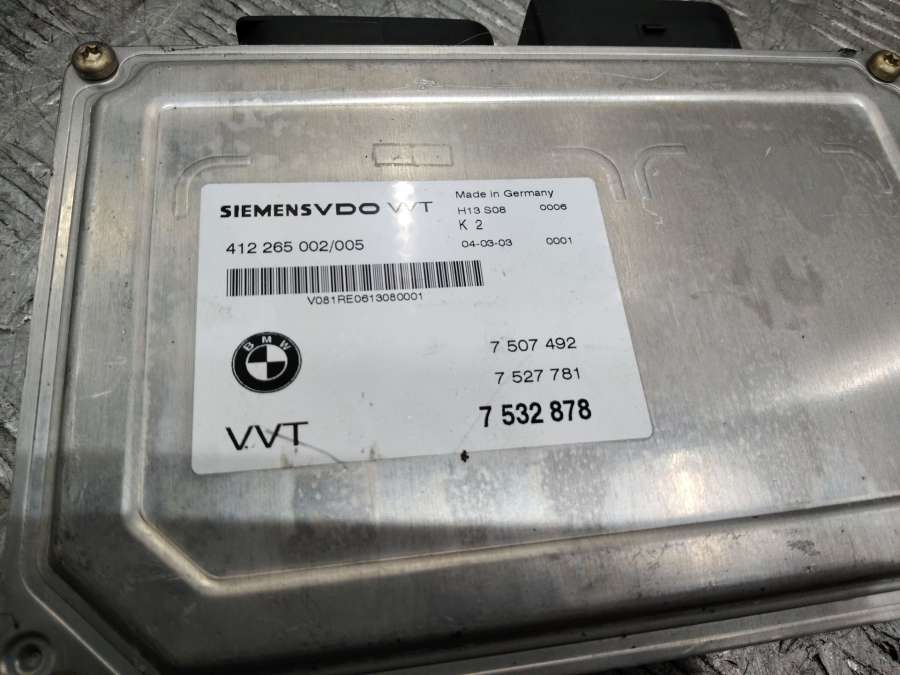 SIEMENSVDO VVT
Made in Germany
H13 S08 0006
K 2
412 265 002/005
04-03-03 0001
V081RE0613080001
BMW
7 507 492
7 527 781
7 532 878
VVT